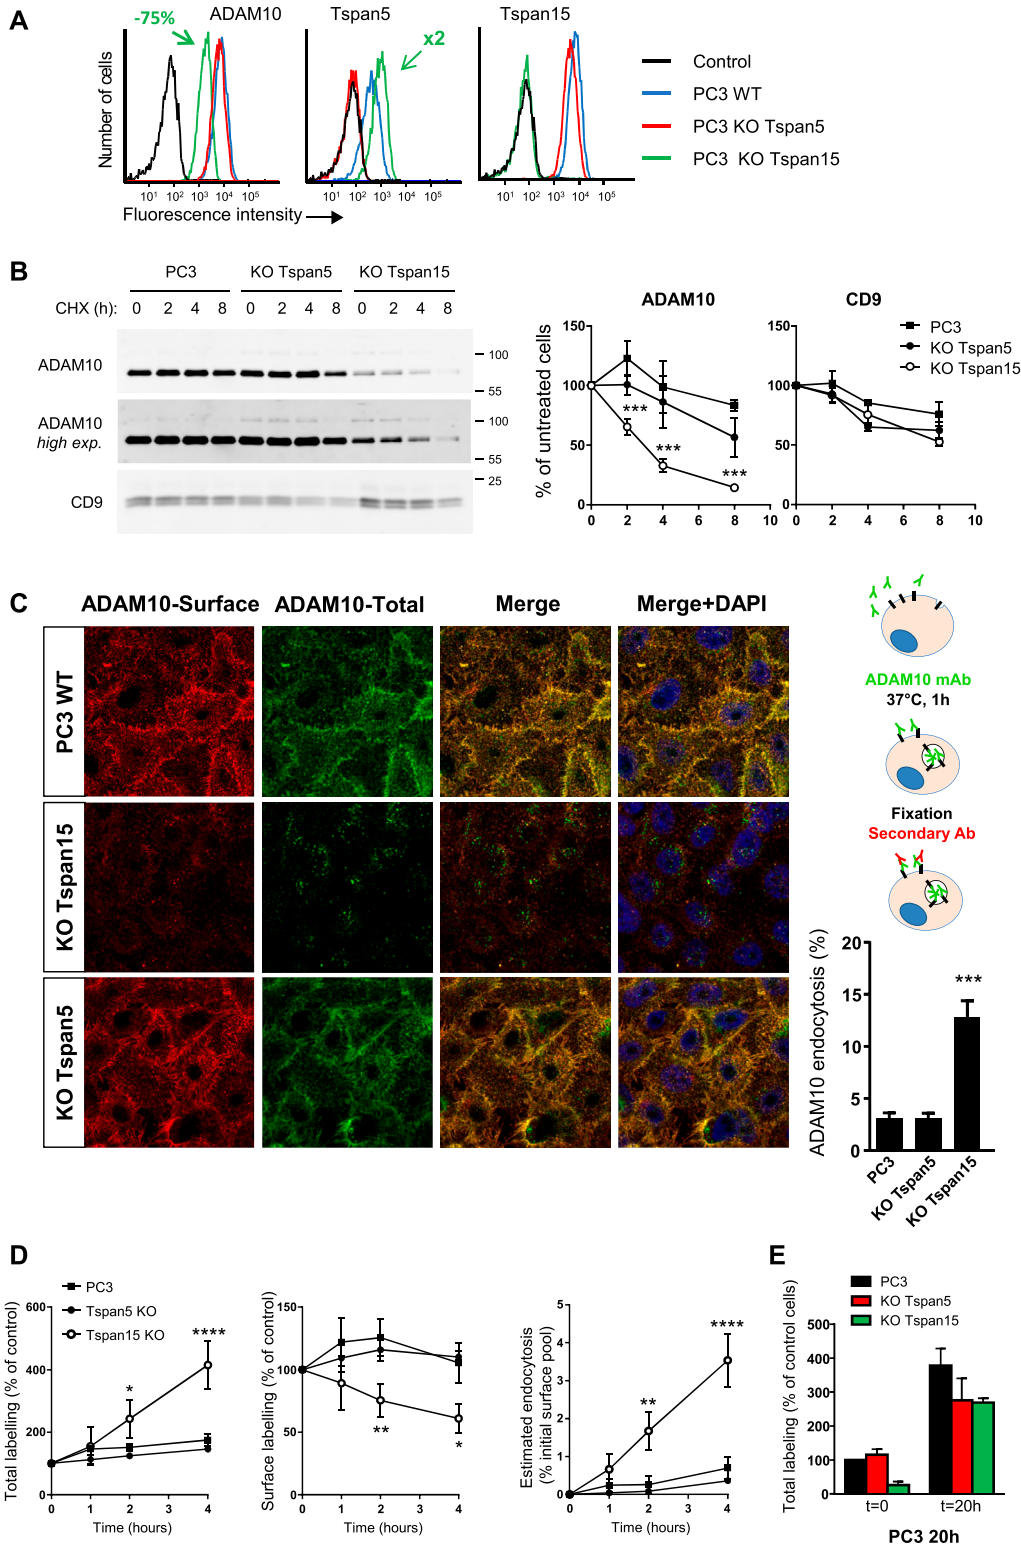 A
-75%
ADAM10
Tspan5
Tspan15
x2
Number of cells
10¹ 10² 10³ 10⁴ 10⁵
10¹ 10² 10³ 10⁴ 10⁵
10¹ 10² 10³ 10⁴ 10⁵
Fluorescence intensity
Control
PC3 WT
PC3 KO Tspan5
PC3 KO Tspan15
B
PC3 KO Tspan5 KO Tspan15
CHX (h): 0 2 4 8 0 2 4 8 0 2 4 8
ADAM10
100
55
ADAM10
high exp.
100
55
25
CD9
ADAM10
CD9
% of untreated cells
150
100
50
0
0 2 4 6 8 10
***
***
***
150
100
50
0
0 2 4 6 8 10
PC3
KO Tspan5
KO Tspan15
C
ADAM10-Surface ADAM10-Total Merge Merge+DAPI
PC3 WT
KO Tspan15
KO Tspan5
ADAM10 mAb
37°C, 1h
Fixation
Secondary Ab
ADAM10 endocytosis (%)
20
15
10
5
0
***
PC3
KO Tspan5
KO Tspan15
D
PC3
Tspan5 KO
Tspan15 KO
Total labelling (% of control)
600
400
200
0
*
****
0 1 2 3 4
Time (hours)
Surface labelling (% of control)
150
100
50
0
**
*
0 1 2 3 4
Time (hours)
Estimated endocytosis
(% initial surface pool)
5
4
3
2
1
0
**
****
0 1 2 3 4
Time (hours)
E
PC3
KO Tspan5
KO Tspan15
Total labeling (% of control cells)
500
400
300
200
100
0
t=0 t=20h
PC3 20h